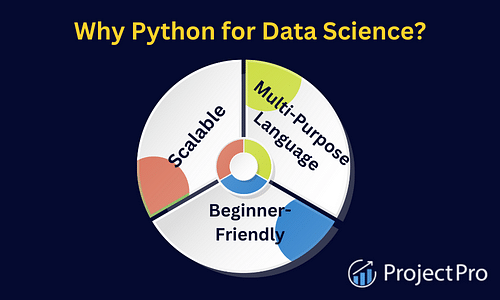 Why Python for Data Science?
Scalable
Multi-Purpose
Language
Beginner-
Friendly
ProjectPro